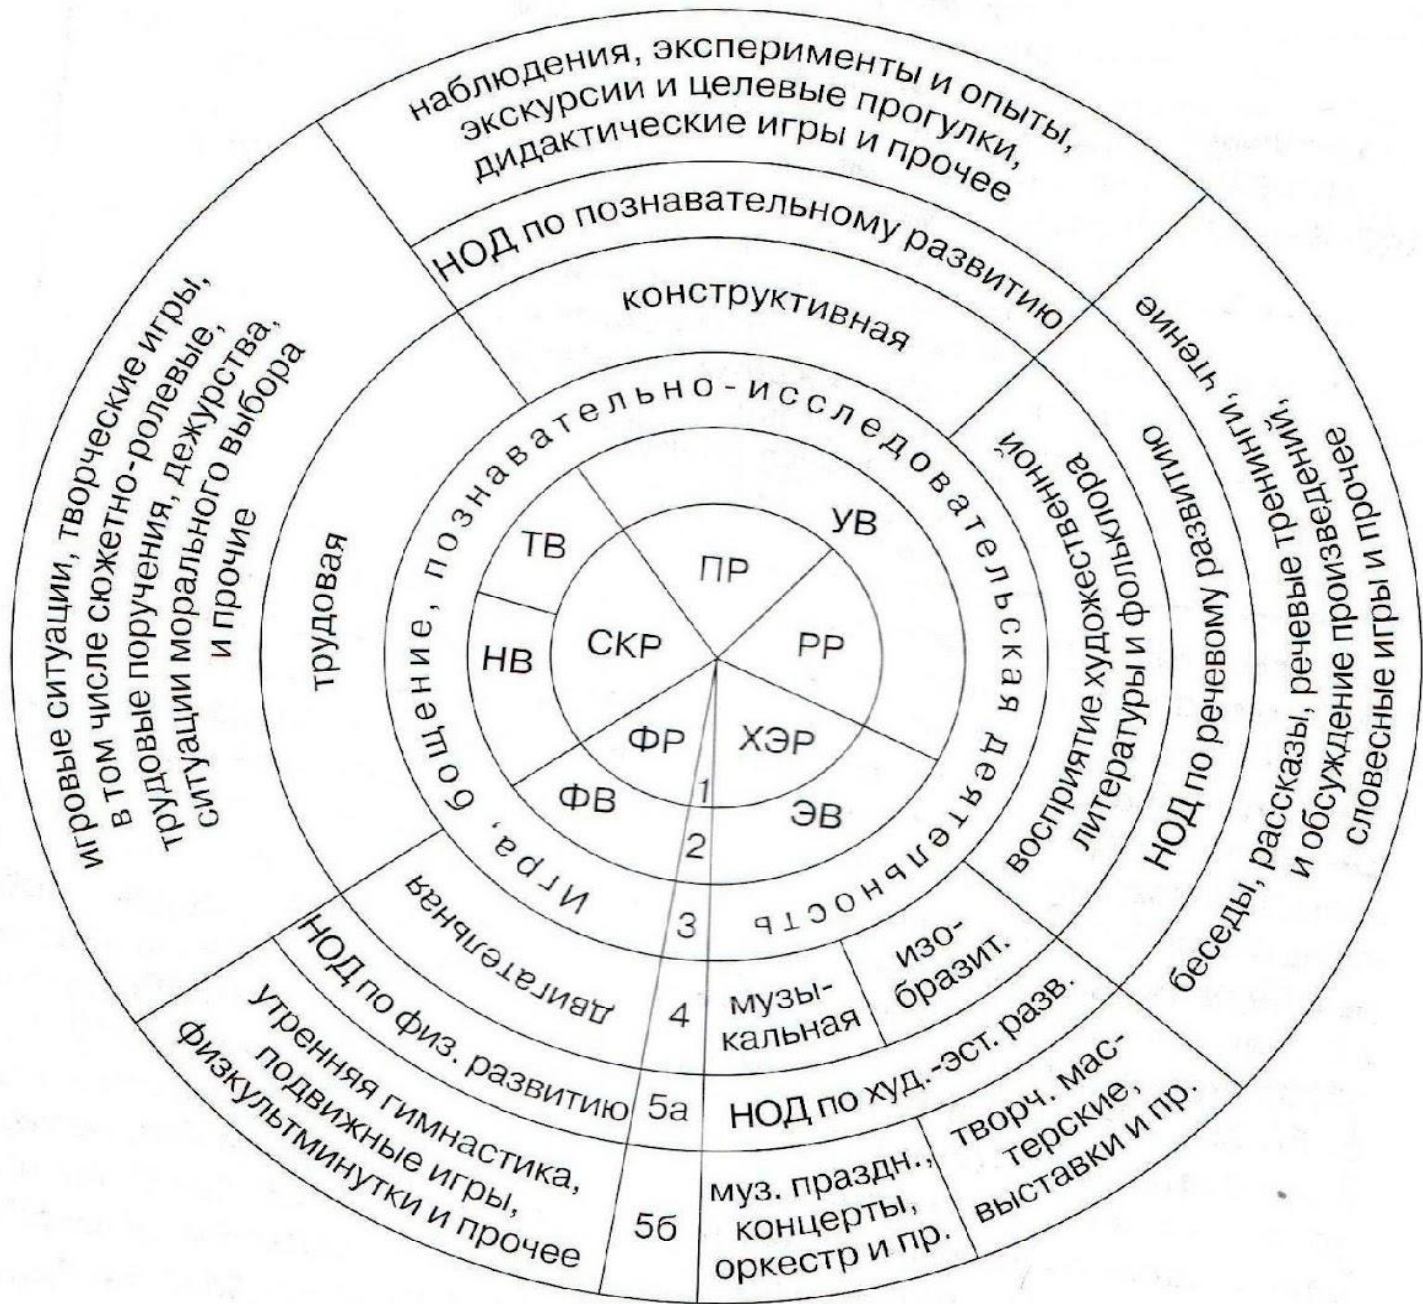 наблюдения, эксперименты и опыты,
экскурсии и целевые прогулки,
дидактические игры и прочее
НОД по познавательному развитию
конструктивная
игровые ситуации, творческие игры,
в том числе сюжетно-ролевые,
трудовые поручения, дежурства,
ситуации морального выбора
и прочие
трудовая
Игра, общение, познавательно-исследовательская деятельность
ТВ
НВ
УВ
ПР
СКР
РР
ФР
ХЭР
ФВ
ЭВ
1
2
3
4
5а
5б
восприятие художественной
литературы и фольклора
НОД по речевому развитию
беседы, рассказы, речевые тренинги, чтение
и обсуждение произведений,
словесные игры и прочее
двигательная
НОД по физ. развитию
утренняя гимнастика,
подвижные игры,
физкультминутки и прочее
музы-
кальная
изо-
бразит.
НОД по худ.-эст. разв.
муз. праздн.,
концерты,
оркестр и пр.
творч. мас-
терские,
выставки и пр.